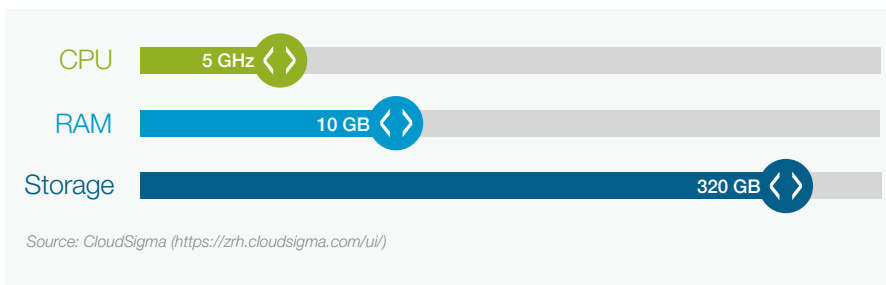 CPU 5 GHz
RAM 10 GB
Storage 320 GB
Source: CloudSigma (https://zrh.cloudsigma.com/ui/)